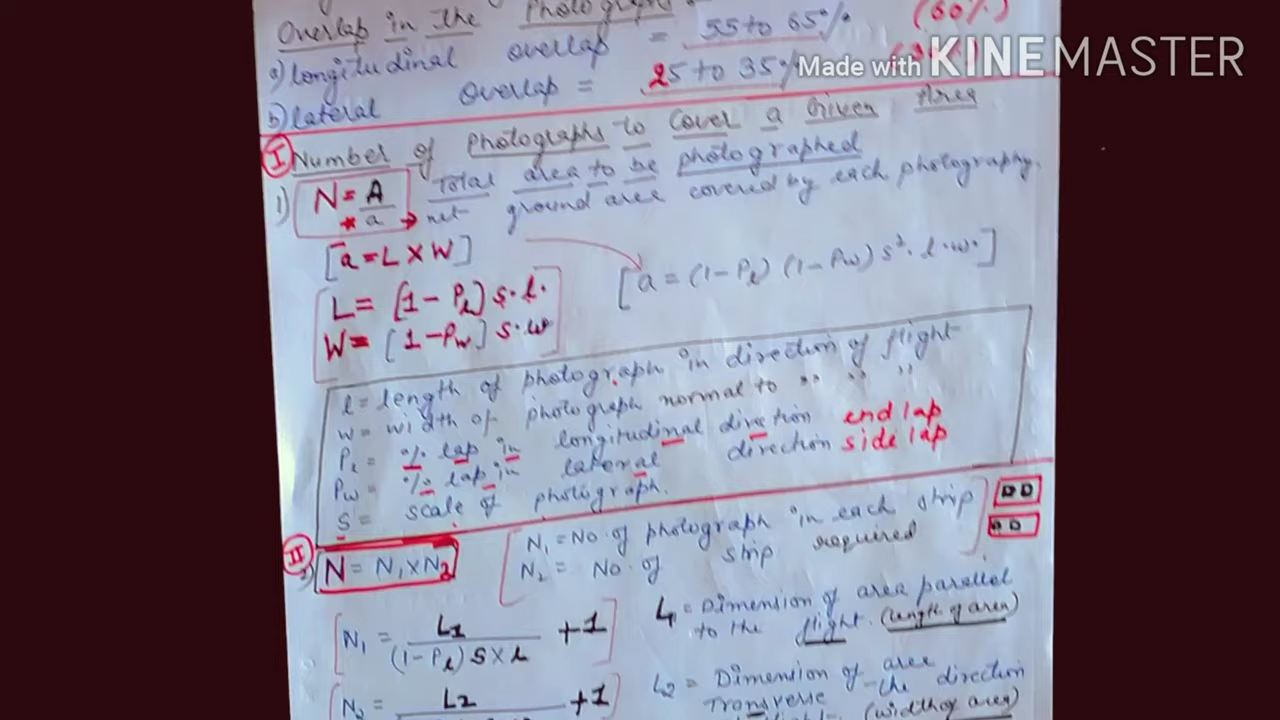 Overlap in the Photograph
a) longitudinal overlap = 55 to 65% (60%)
b) lateral overlap = 25 to 35%
Made with KINEMASTER
I Number of Photographs to Cover a Given Area
1) N = A/a Total area to be photographed
net ground area covered by each photography.
[a = L x W]
[a = (1-Pl) (1-Pw) s². l.w.]
L = [1-Pl] s.l.
W = [1-Pw] s.w
l = length of photograph in direction of flight
w = width of photograph normal to " " "
Pl = % lap in longitudinal direction end lap
Pw = % lap in lateral direction side lap
S = scale of photograph.
II
2) N = N1 x N2
N1 = No. of photograph in each strip
N2 = No. of strip required
N1 = L1 / (1-Pl) S x l + 1
L1 = Dimension of area parallel
to the flight. (length of area)
N2 = L2 + 1
L2 = Dimension of area
Transverse the direction
(width of area)